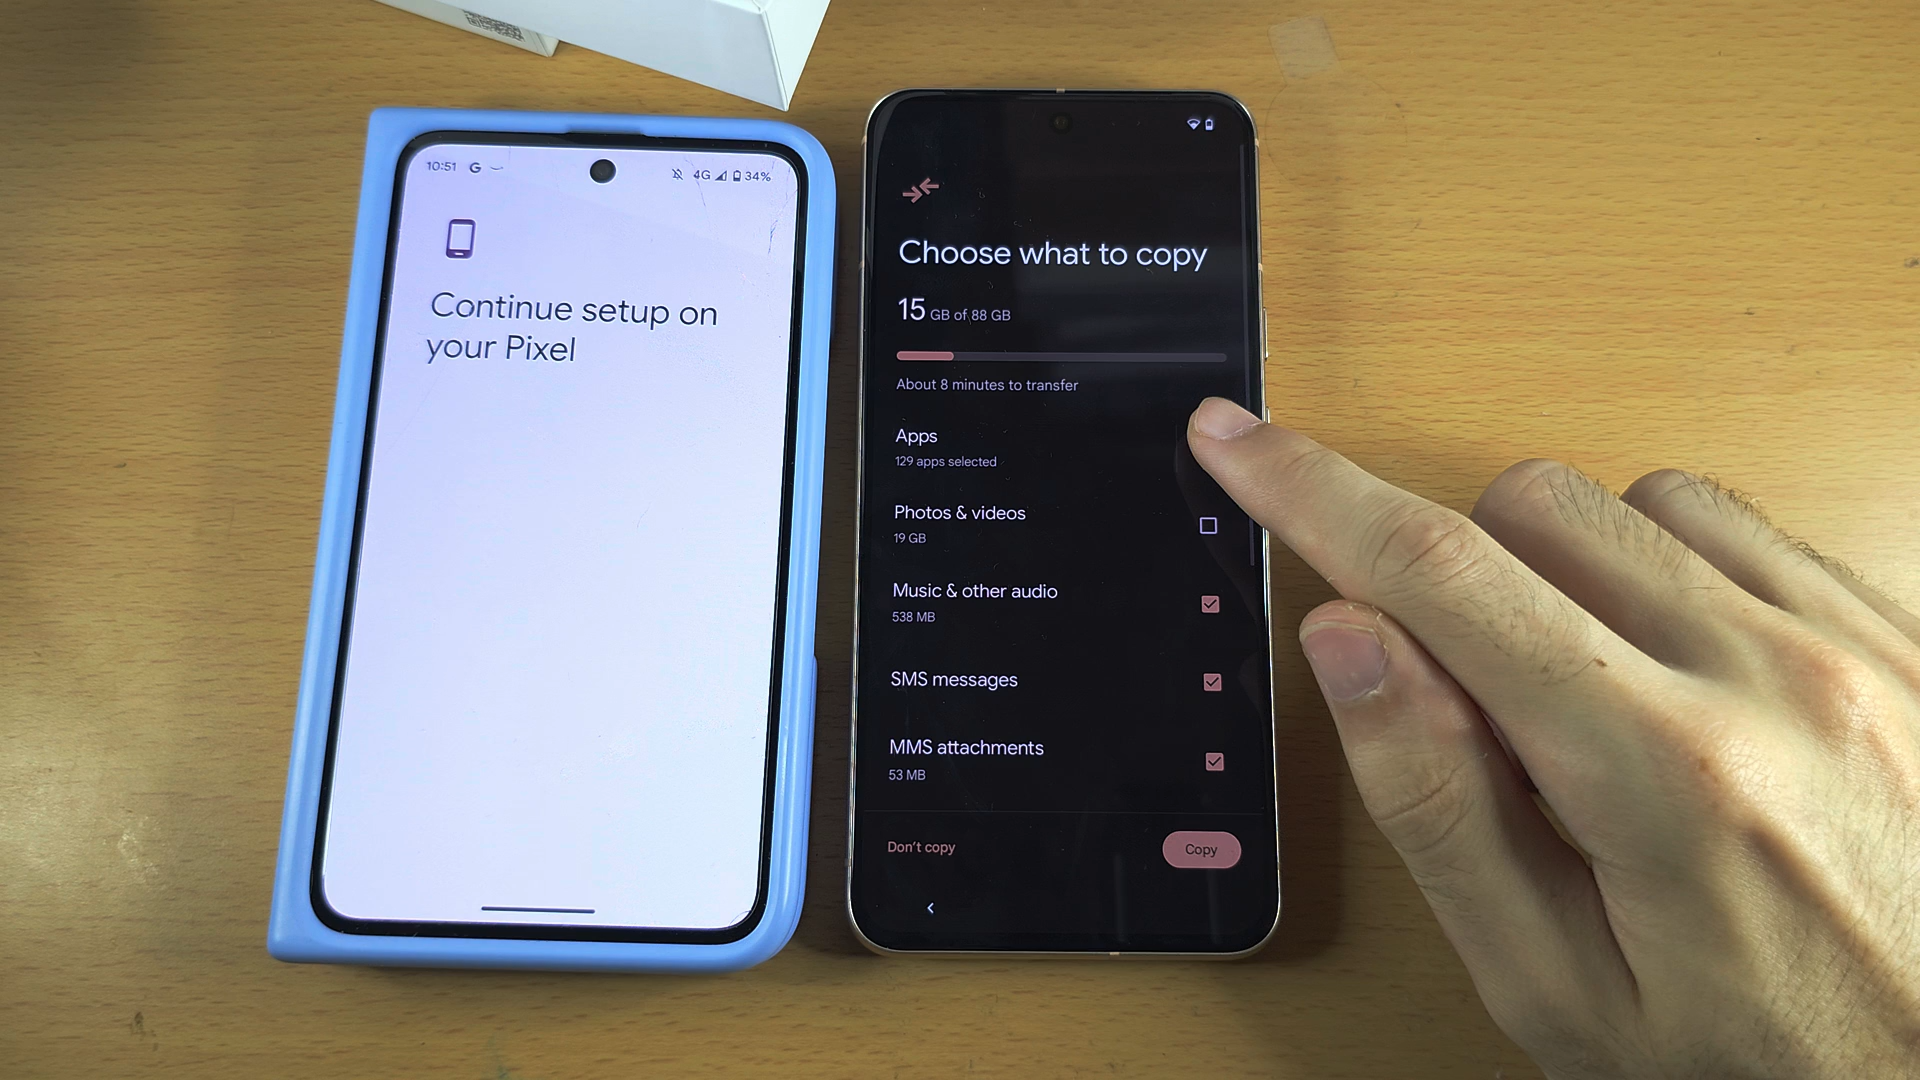 10:51 G 4G 34%
Continue setup on
your Pixel
Choose what to copy
15 GB of 88 GB
About 8 minutes to transfer
Apps
129 apps selected
Photos & videos
19 GB
Music & other audio
538 MB
SMS messages
MMS attachments
53 MB
Don't copy
Copy